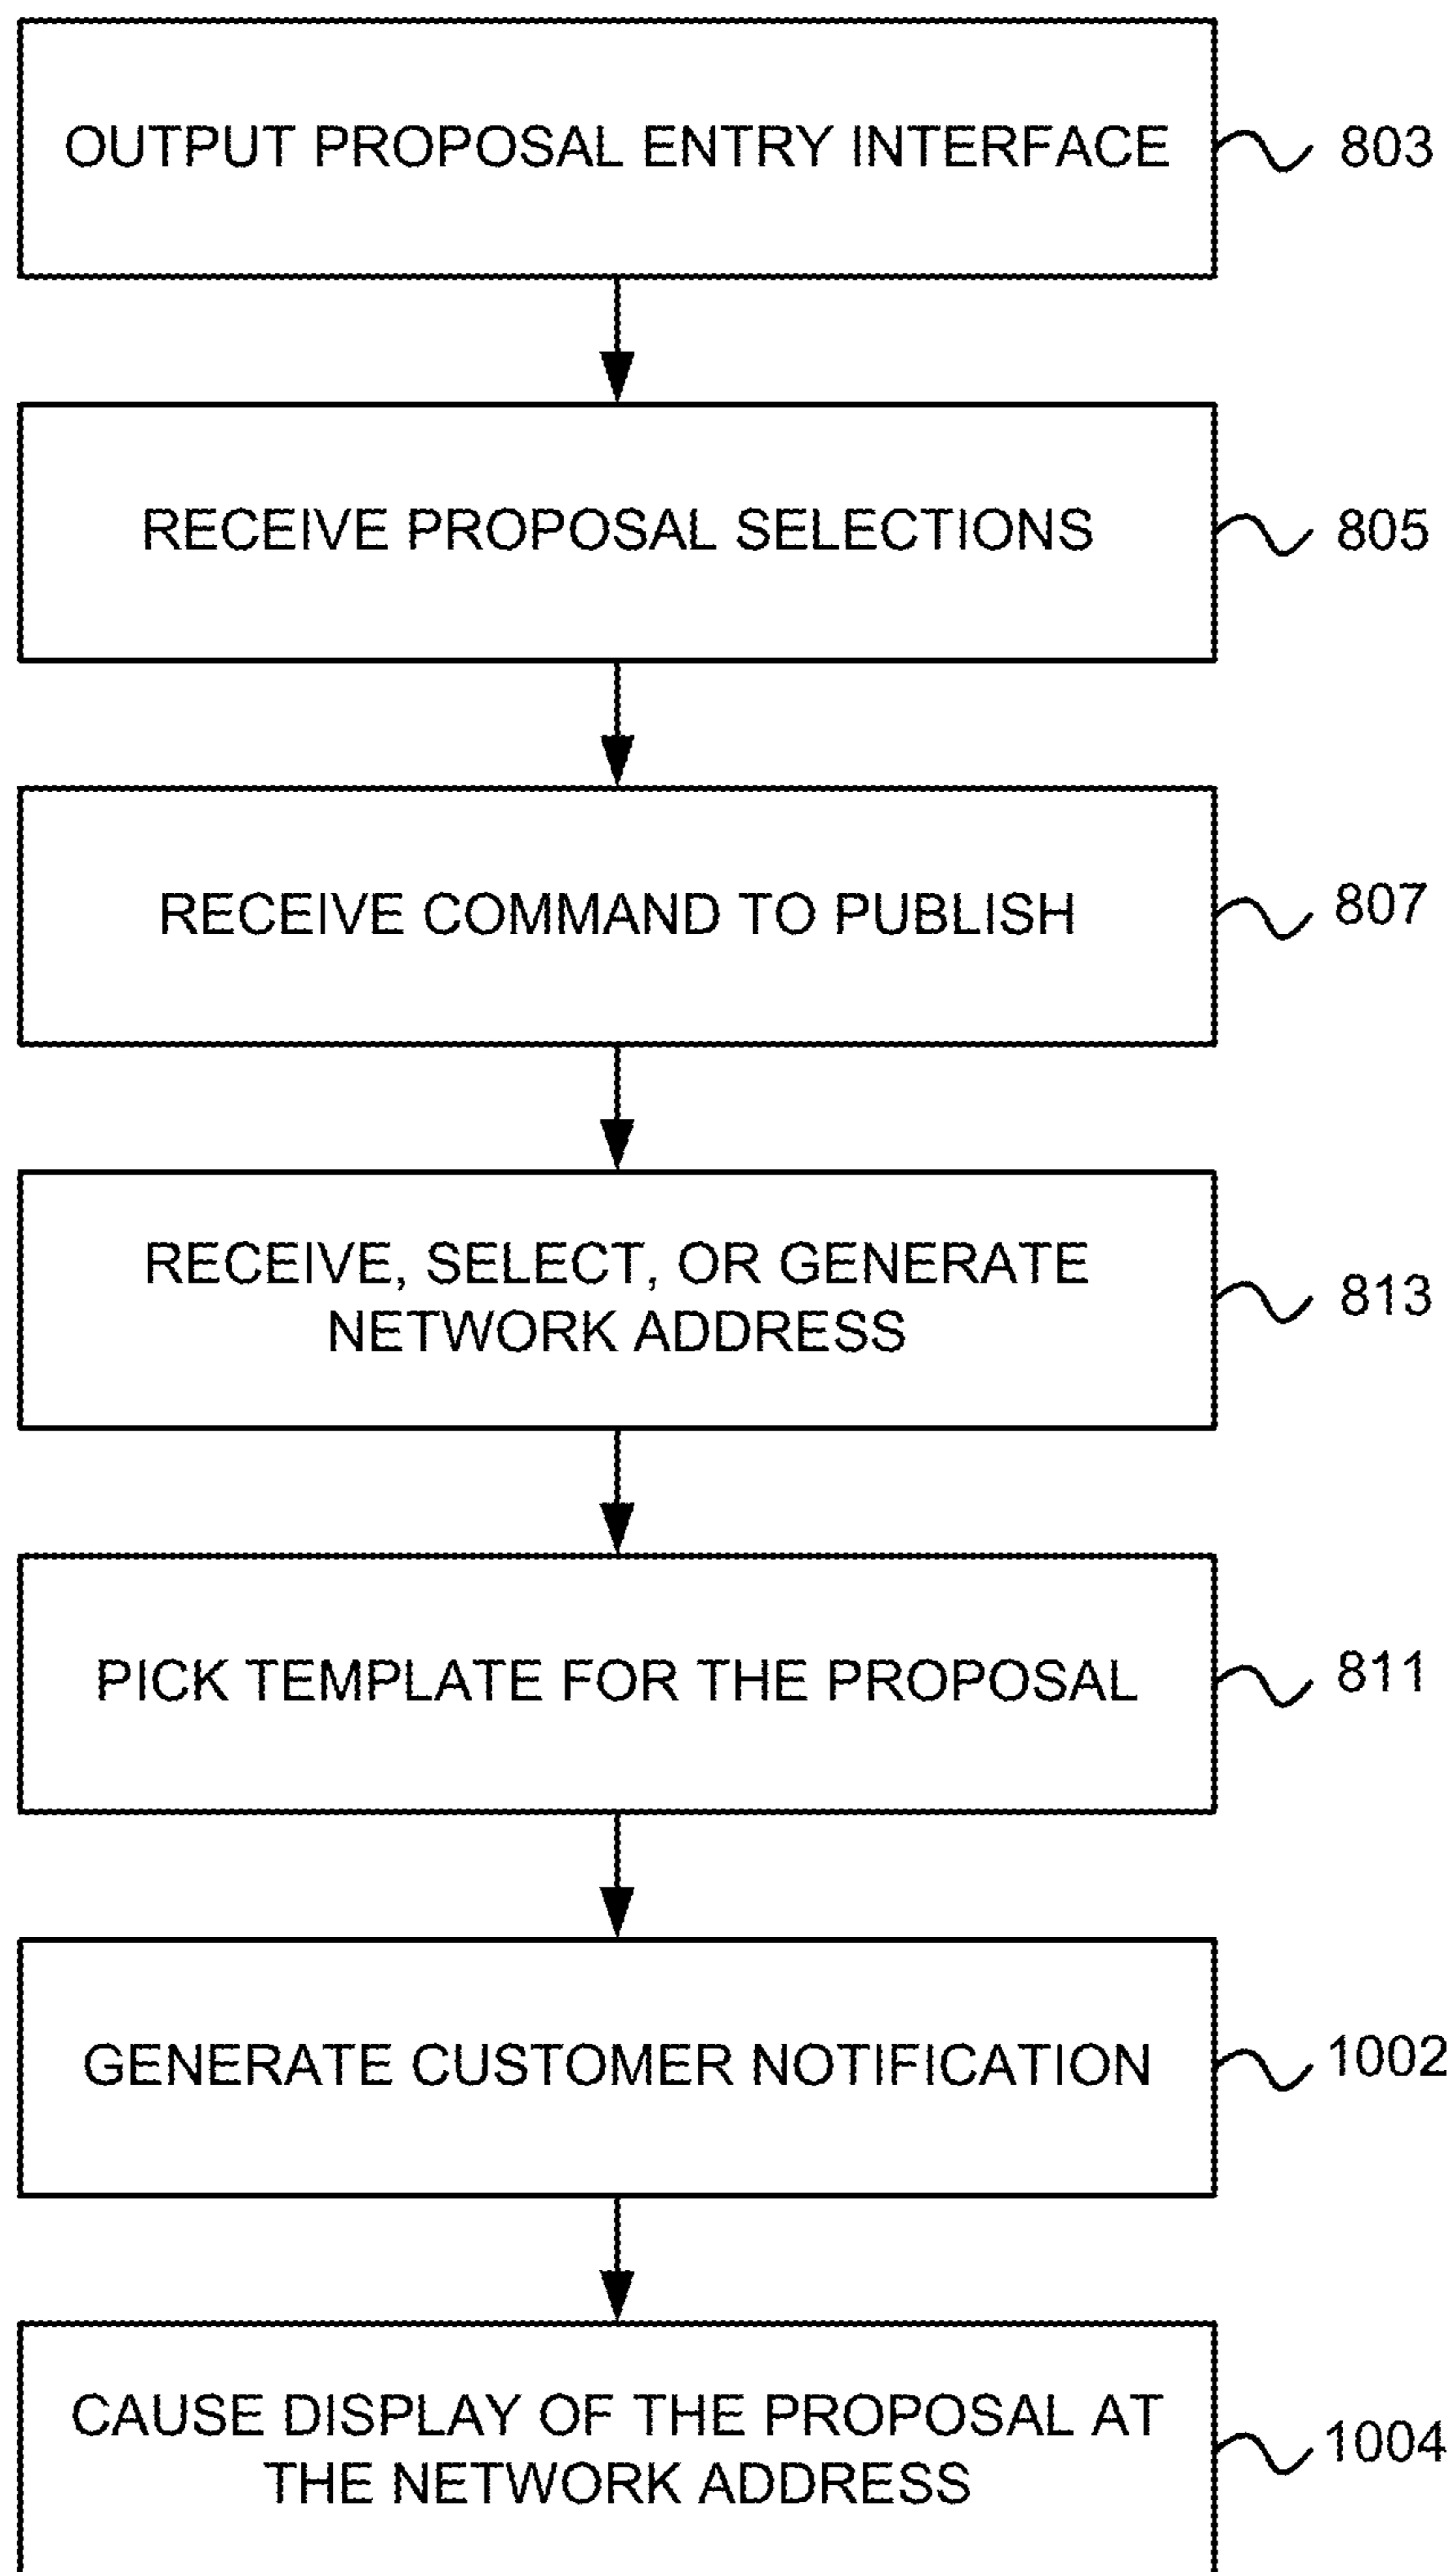 OUTPUT PROPOSAL ENTRY INTERFACE
803
RECEIVE PROPOSAL SELECTIONS
805
RECEIVE COMMAND TO PUBLISH
807
RECEIVE, SELECT, OR GENERATE
NETWORK ADDRESS
813
PICK TEMPLATE FOR THE PROPOSAL
811
GENERATE CUSTOMER NOTIFICATION
1002
CAUSE DISPLAY OF THE PROPOSAL AT
THE NETWORK ADDRESS
1004